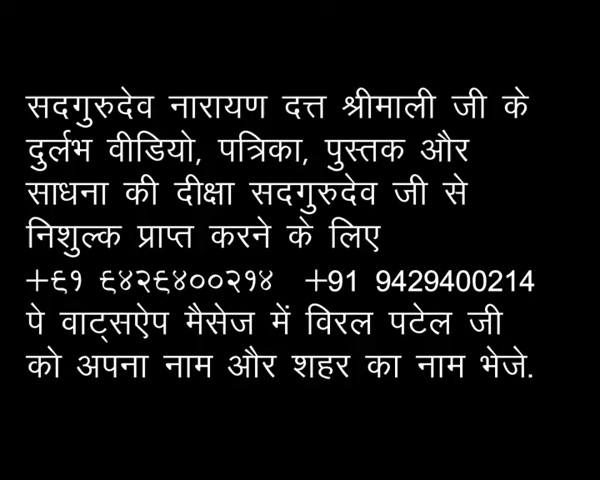 सदगुरुदेव नारायण दत्त श्रीमाली जी के
दुर्लभ वीडियो, पत्रिका, पुस्तक और
साधना की दीक्षा सदगुरुदेव जी से
निशुल्क प्राप्त करने के लिए
+९१ ९४२९४००२१४ +91 9429400214
पे वाट्सऐप मैसेज में विरल पटेल जी
को अपना नाम और शहर का नाम भेजे.